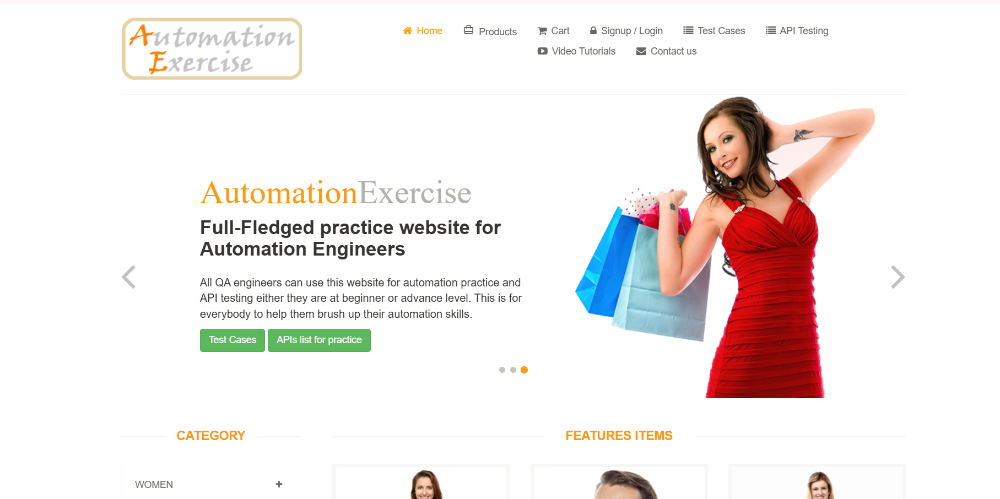 Automation
Exercise
Home
Products
Cart
Signup / Login
Test Cases
API Testing
Video Tutorials
Contact us
AutomationExercise
Full-Fledged practice website for
Automation Engineers
All QA engineers can use this website for automation practice and
API testing either they are at beginner or advance level. This is for
everybody to help them brush up their automation skills.
Test Cases
APIs list for practice
CATEGORY
FEATURES ITEMS
WOMEN